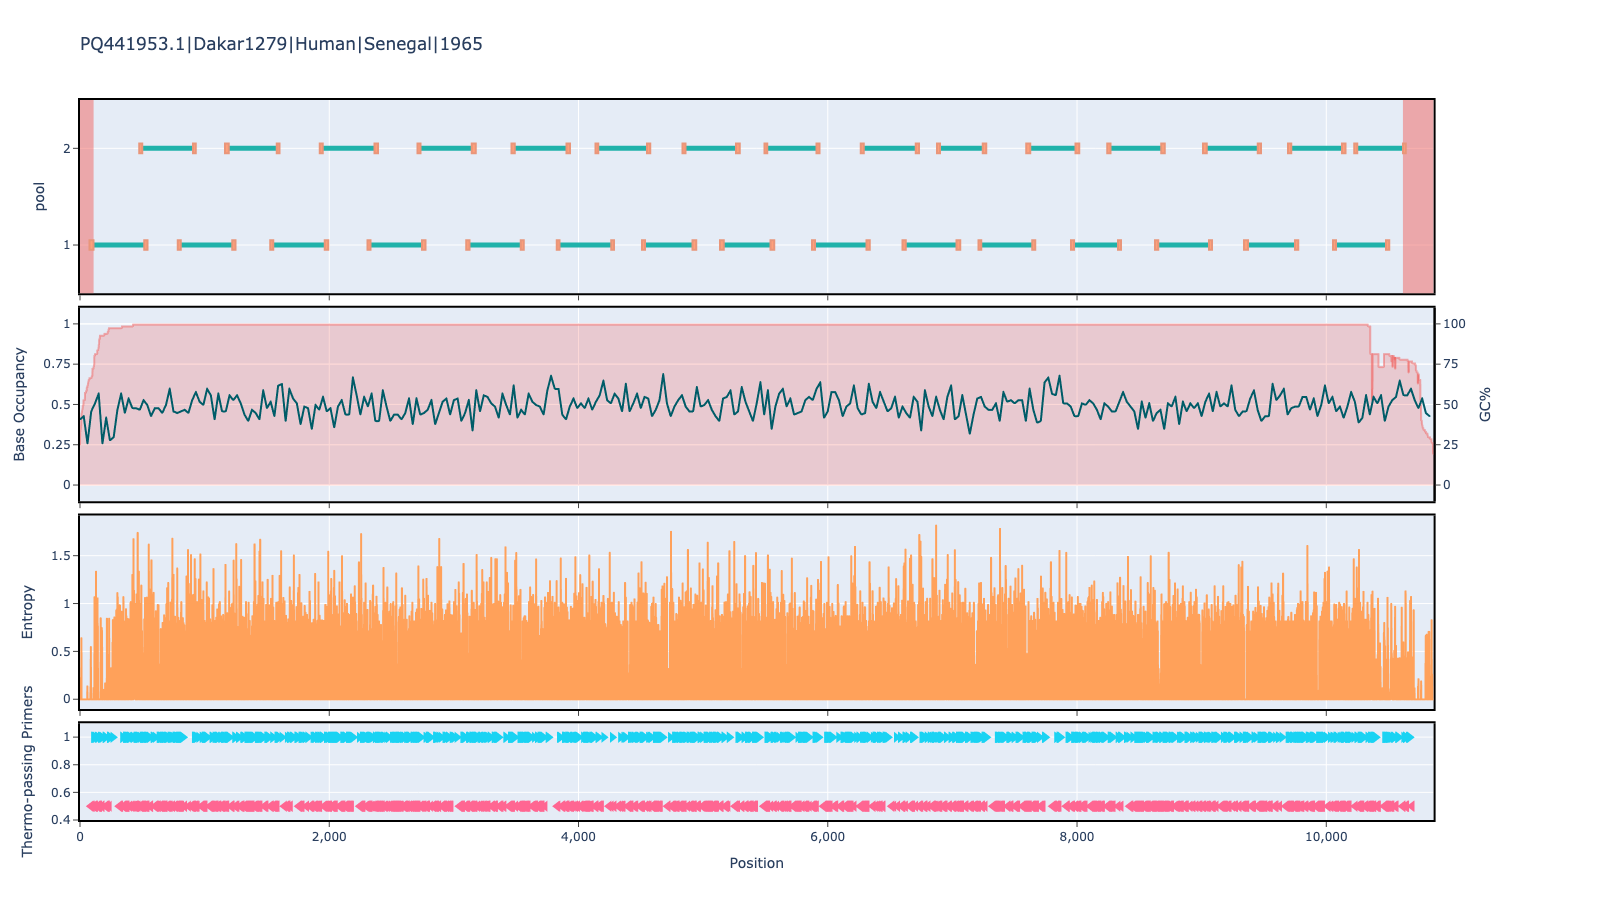 PQ441953.1|Dakar1279|Human|Senegal|1965
pool
2
1
Base Occupancy
1
0.75
0.5
0.25
0
100
75
50
25
0
GC%
Entropy
1.5
1
0.5
0
Thermo-passing Primers
1
0.8
0.6
0.4
0 2,000 4,000 6,000 8,000 10,000
Position